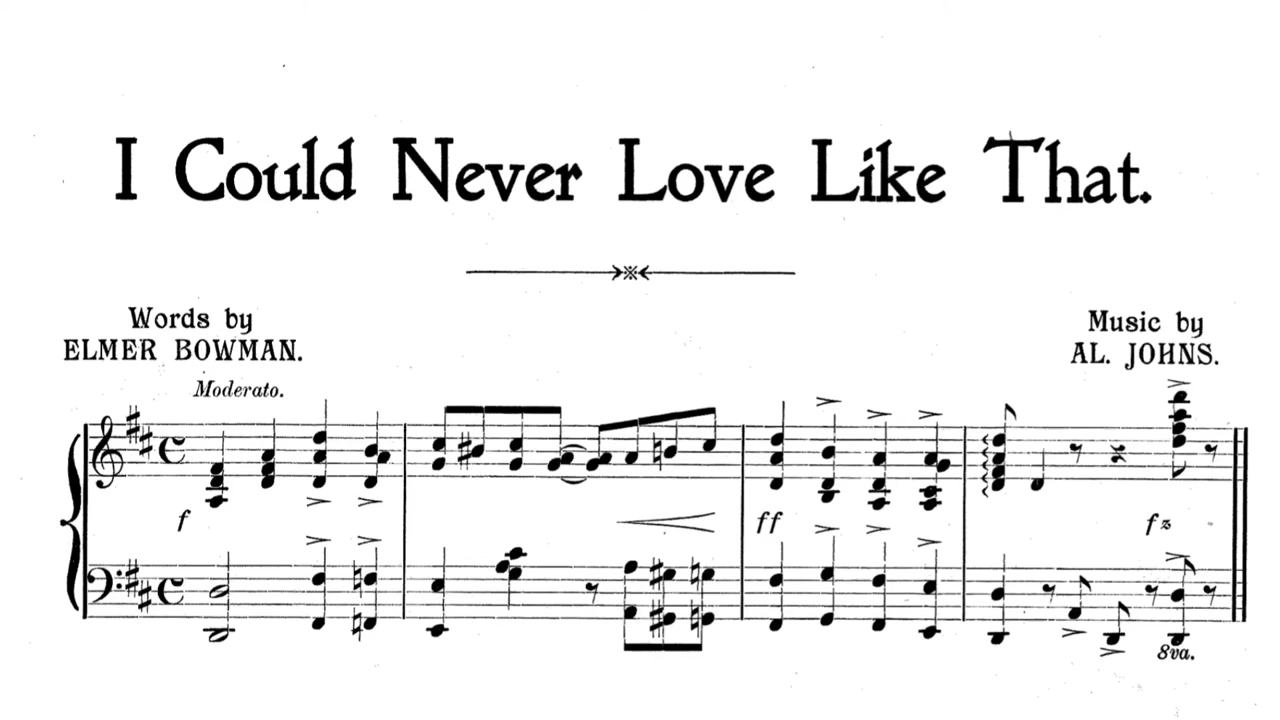 I Could Never Love Like That.
Words by
ELMER BOWMAN.
Music by
AL. JOHNS.
Moderato.
f
ff
fz
8va.